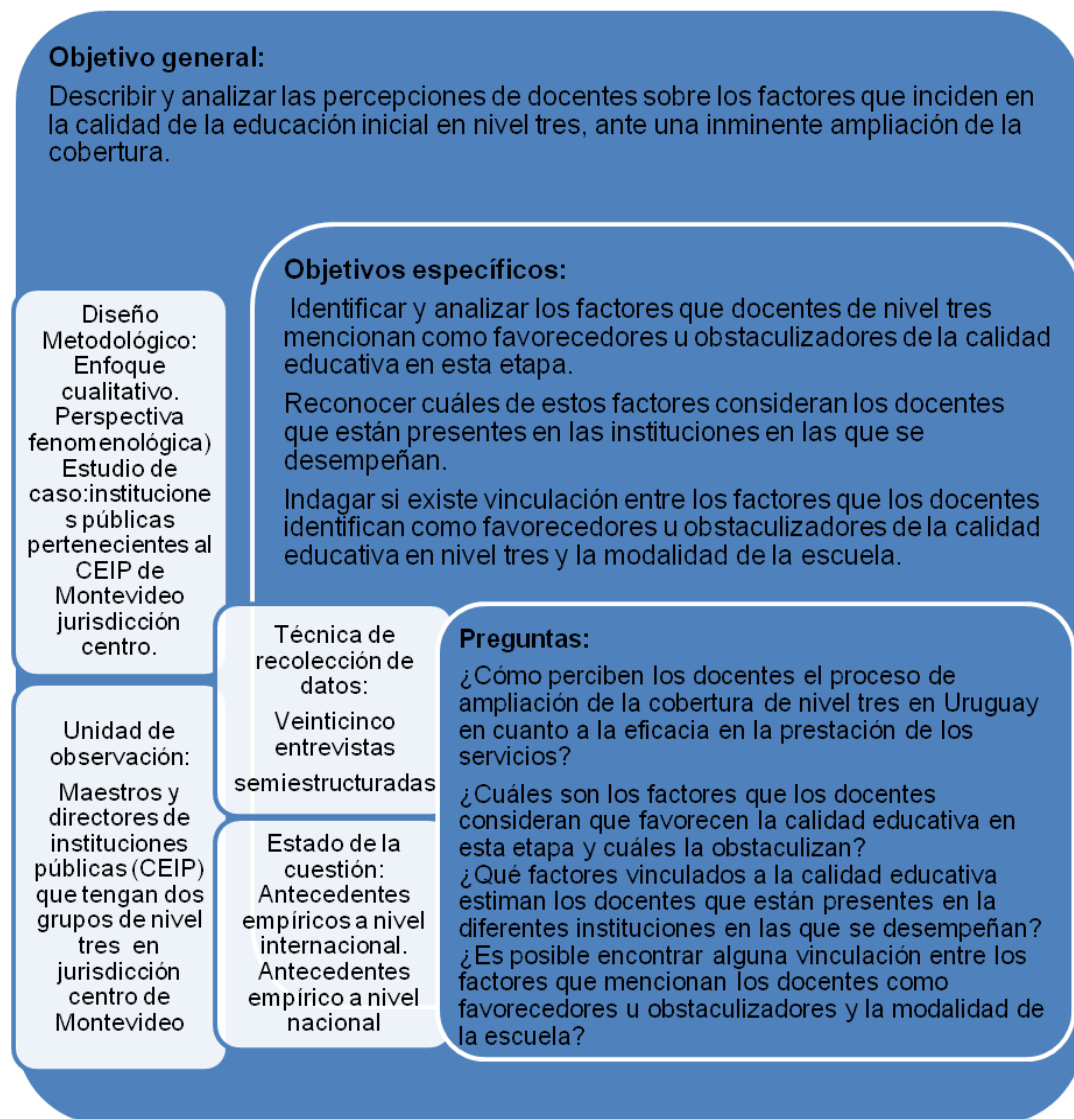 Objetivo general:
Describir y analizar las percepciones de docentes sobre los factores que inciden en
la calidad de la educación inicial en nivel tres, ante una inminente ampliación de la
cobertura.
Objetivos específicos:
Identificar y analizar los factores que docentes de nivel tres
mencionan como favorecedores u obstaculizadores de la calidad
educativa en esta etapa.
Reconocer cuáles de estos factores consideran los docentes
que están presentes en las instituciones en las que se
desempeñan.
Indagar si existe vinculación entre los factores que los docentes
identifican como favorecedores u obstaculizadores de la calidad
educativa en nivel tres y la modalidad de la escuela.
Diseño
Metodológico:
Enfoque
cualitativo.
Perspectiva
fenomenológica)
Estudio de
caso:institucione
s públicas
pertenecientes al
CEIP de
Montevideo
jurisdicción
centro.
Unidad de
observación:
Maestros y
directores de
instituciones
públicas (CEIP)
que tengan dos
grupos de nivel
tres en
jurisdicción
centro de
Montevideo
Técnica de
recolección de
datos:
Veinticinco
entrevistas
semiestructuradas
Estado de la
cuestión:
Antecedentes
empíricos a nivel
internacional.
Antecedentes
empírico a nivel
nacional
Preguntas:
¿Cómo perciben los docentes el proceso de
ampliación de la cobertura de nivel tres en Uruguay
en cuanto a la eficacia en la prestación de los
servicios?
¿Cuáles son los factores que los docentes
consideran que favorecen la calidad educativa en
esta etapa y cuáles la obstaculizan?
¿Qué factores vinculados a la calidad educativa
estiman los docentes que están presentes en la
diferentes instituciones en las que se desempeñan?
¿Es posible encontrar alguna vinculación entre los
factores que mencionan los docentes como
favorecedores u obstaculizadores y la modalidad de
la escuela?